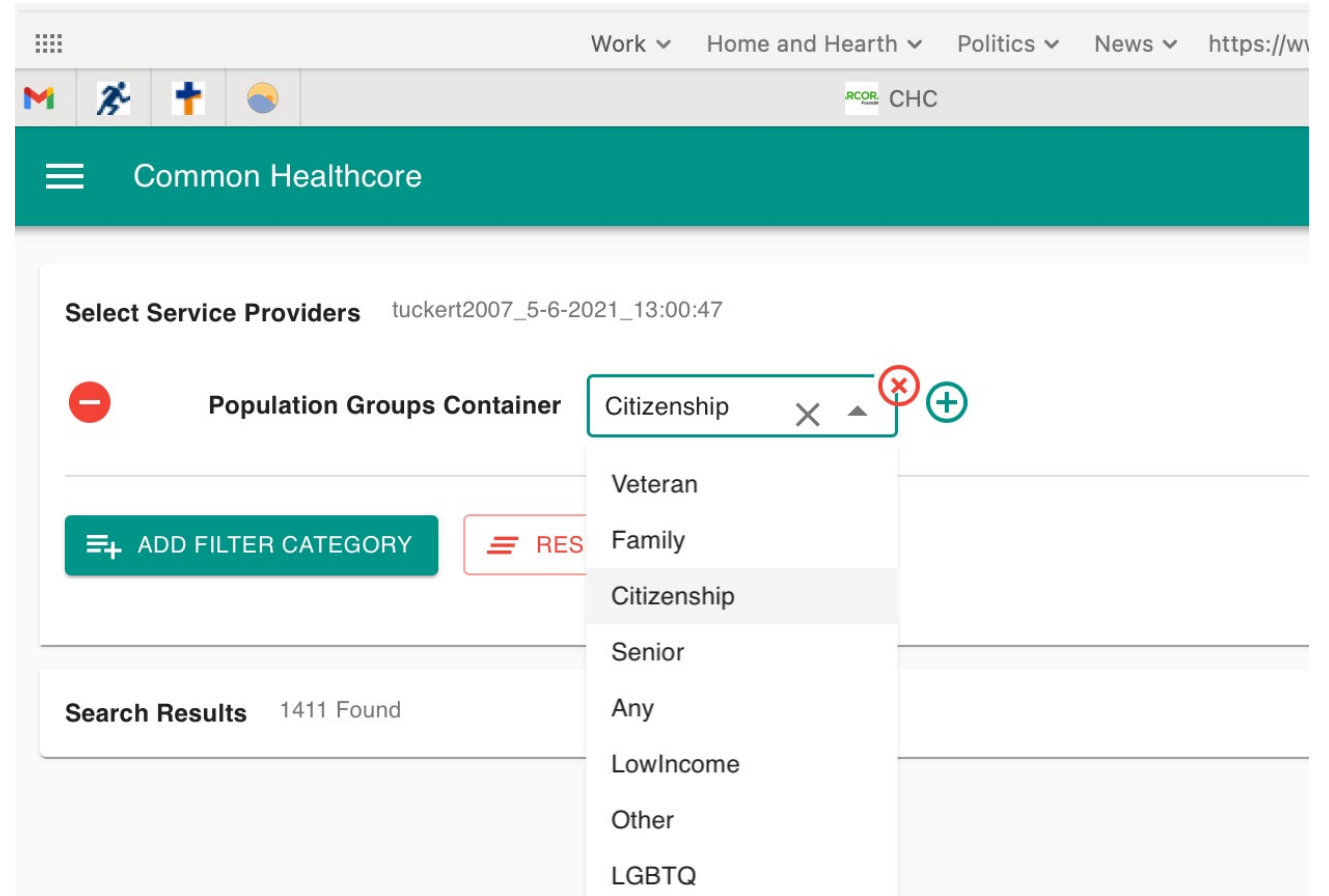 Work Home and Hearth Politics News https://w
RCOR CHC
Common Healthcore
Select Service Providers tuckert2007_5-6-2021_13:00:47
Population Groups Container Citizenship
Veteran
ADD FILTER CATEGORY RES Family
Citizenship
Senior
Search Results 1411 Found Any
LowIncome
Other
LGBTQ